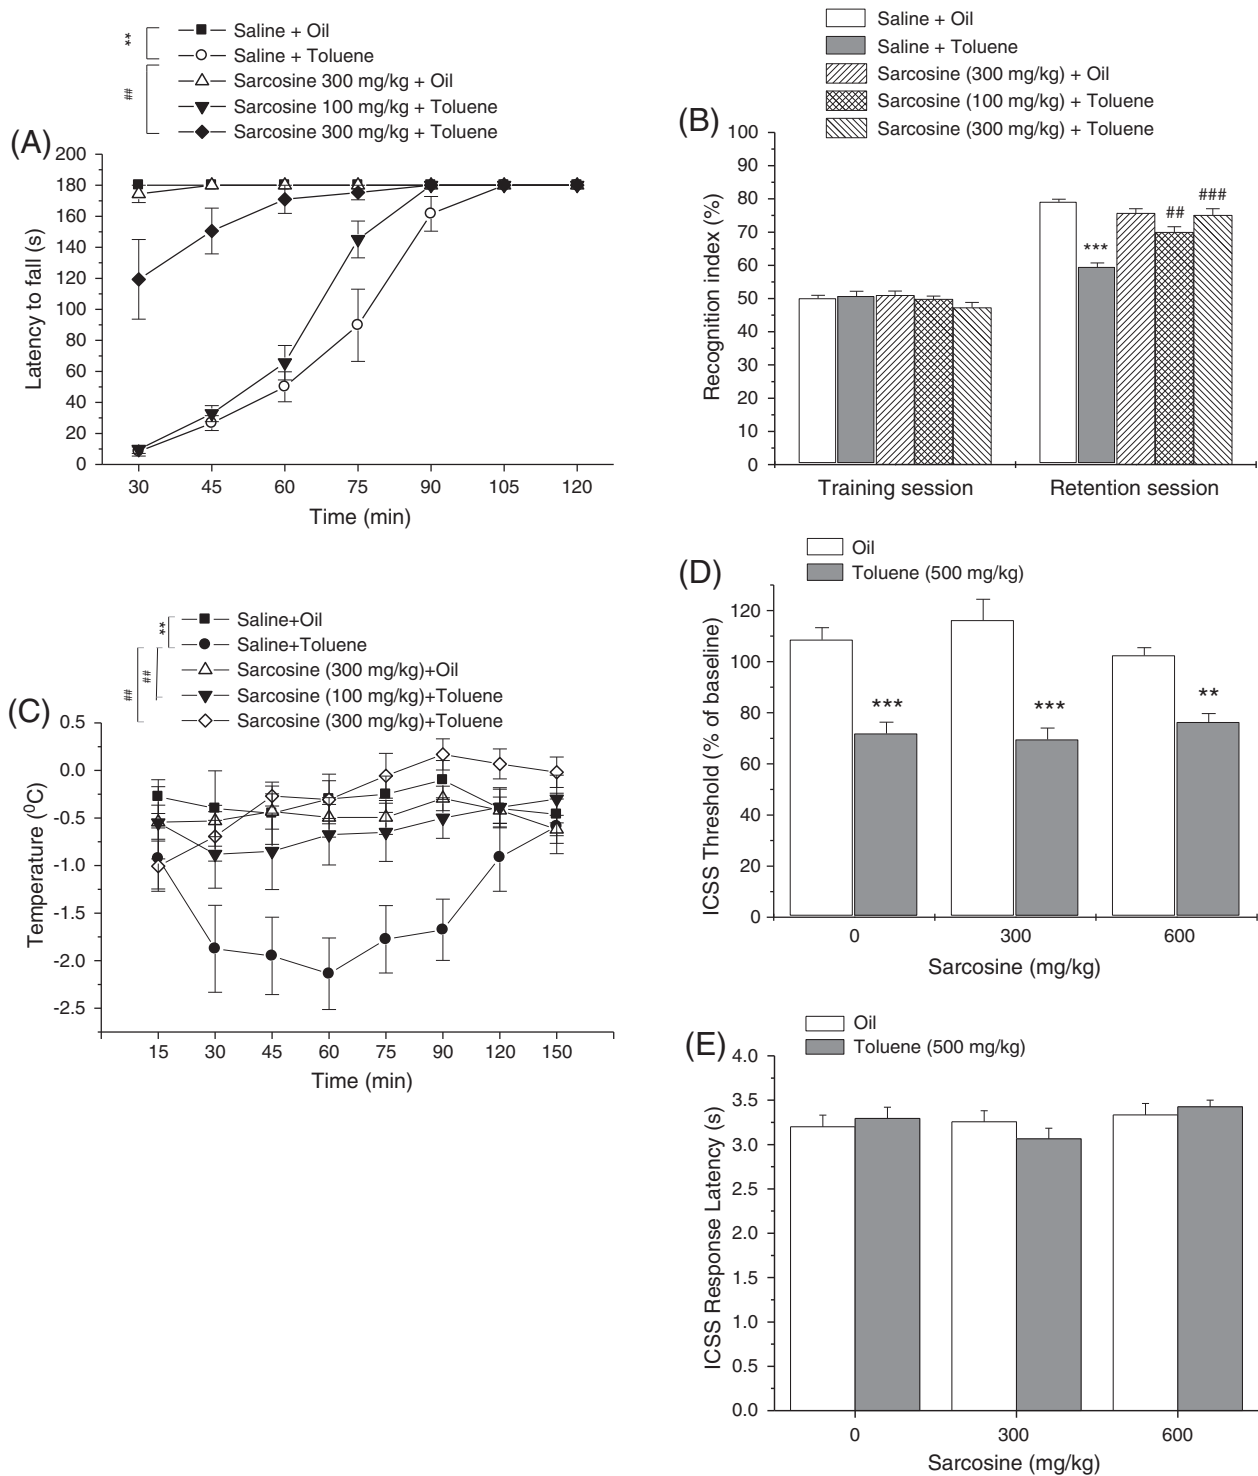 ** Saline + Oil
Saline + Toluene
## Sarcosine 300 mg/kg + Oil
Sarcosine 100 mg/kg + Toluene
Sarcosine 300 mg/kg + Toluene
(A)
200
180
160
140
120
100
80
60
40
20
0
Latency to fall (s)
30 45 60 75 90 105 120
Time (min)
Saline + Oil
Saline + Toluene
Sarcosine (300 mg/kg) + Oil
Sarcosine (100 mg/kg) + Toluene
Sarcosine (300 mg/kg) + Toluene
(B)
100
90
80
70
60
50
40
30
20
10
0
Recognition index (%)
*** ## ###
Training session Retention session
** Saline+Oil
Saline+Toluene
## ## Sarcosine (300 mg/kg)+Oil
Sarcosine (100 mg/kg)+Toluene
Sarcosine (300 mg/kg)+Toluene
(C)
0.5
0.0
-0.5
-1.0
-1.5
-2.0
-2.5
Temperature (⁰C)
15 30 45 60 75 90 120 150
Time (min)
Oil
Toluene (500 mg/kg)
(D)
120
100
80
60
40
20
0
ICSS Threshold (% of baseline)
*** *** **
0 300 600
Sarcosine (mg/kg)
Oil
Toluene (500 mg/kg)
(E)
4.0
3.5
3.0
2.5
2.0
1.5
1.0
0.5
0.0
ICSS Response Latency (s)
0 300 600
Sarcosine (mg/kg)